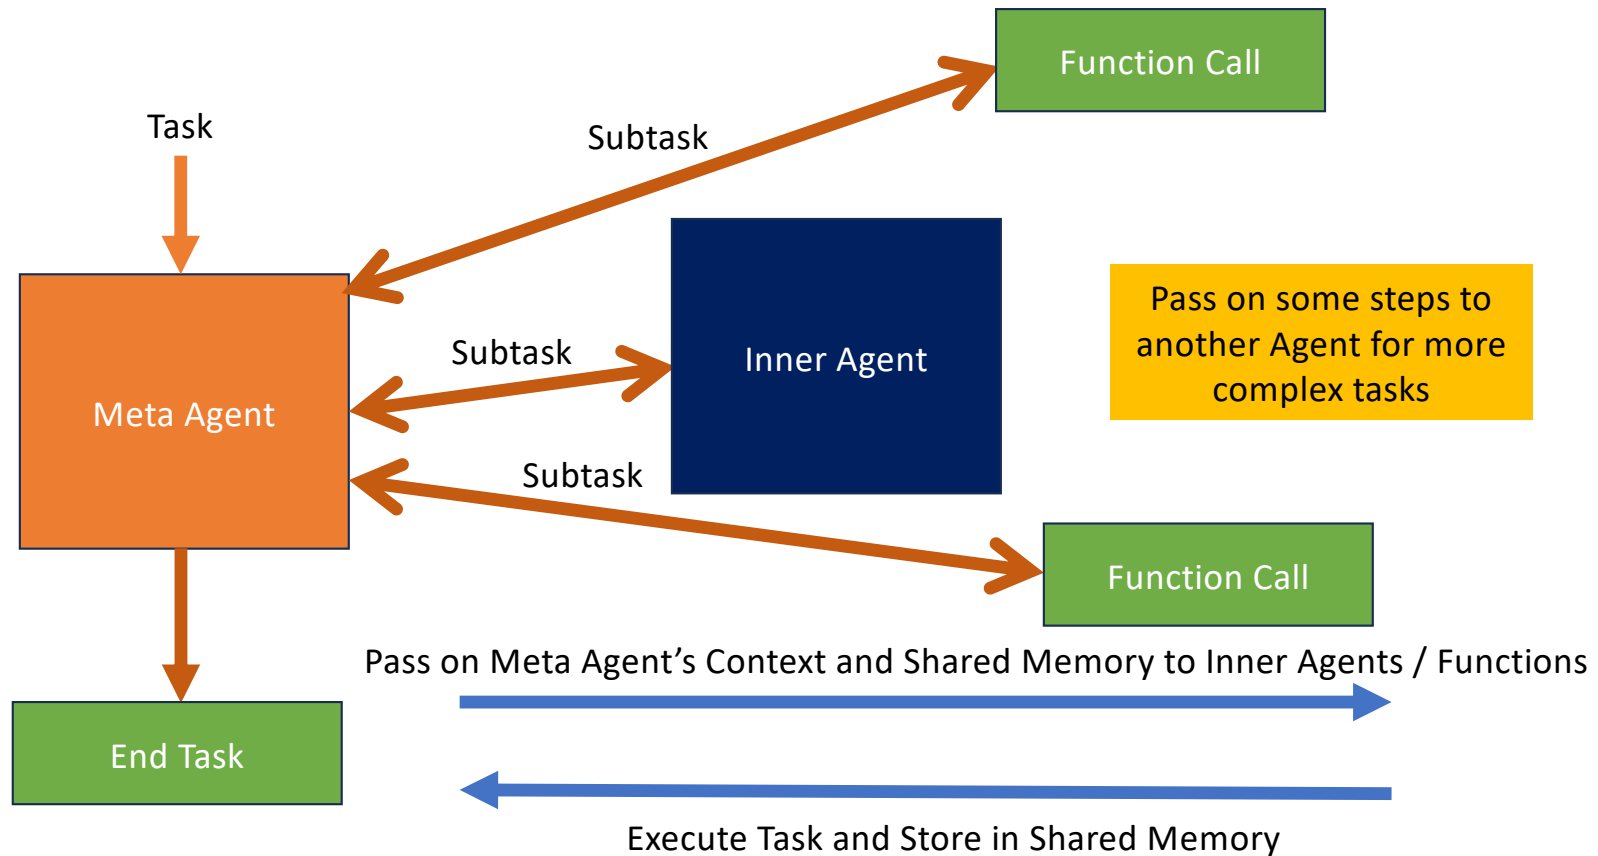 Function Call
Task
Subtask
Pass on some steps to
another Agent for more
complex tasks
Subtask
Inner Agent
Meta Agent
Subtask
Function Call
Pass on Meta Agent’s Context and Shared Memory to Inner Agents / Functions
End Task
Execute Task and Store in Shared Memory